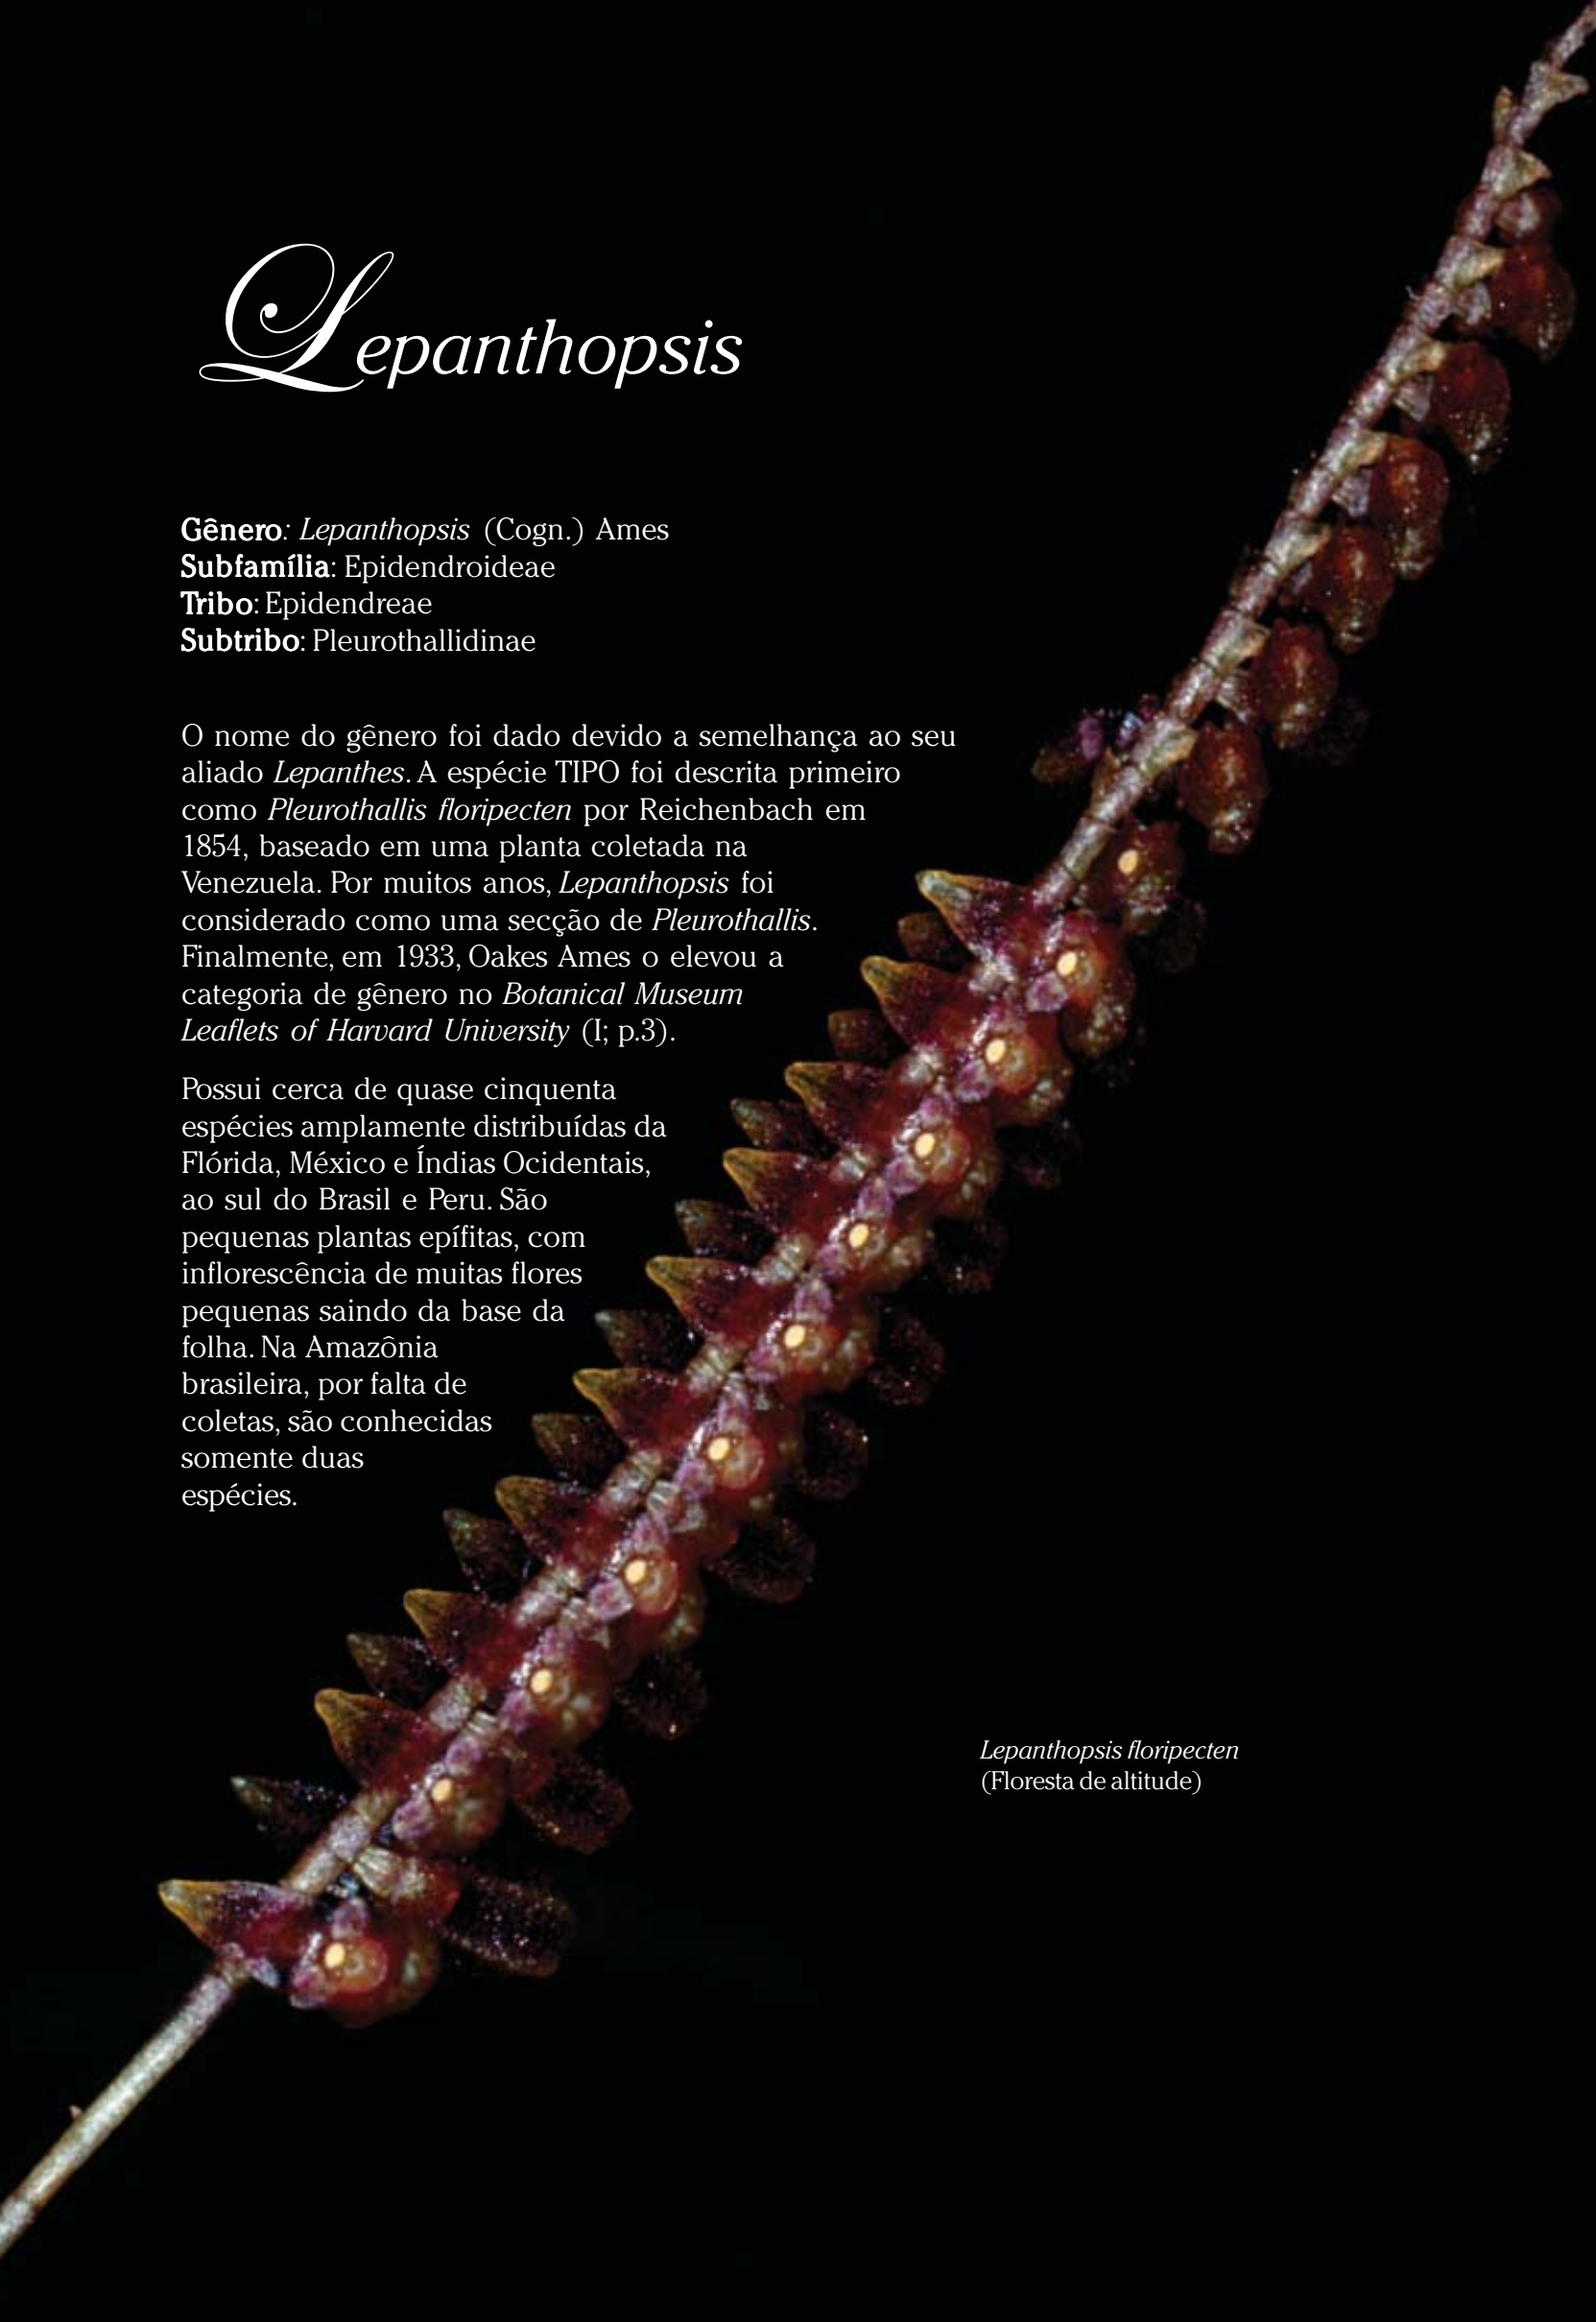 Lepanthopsis
Gênero: Lepanthopsis (Cogn.) Ames
Subfamília: Epidendroideae
Tribo: Epidendreae
Subtribo: Pleurothallidinae
O nome do gênero foi dado devido a semelhança ao seu
aliado Lepanthes. A espécie TIPO foi descrita primeiro
como Pleurothallis floripecten por Reichenbach em
1854, baseado em uma planta coletada na
Venezuela. Por muitos anos, Lepanthopsis foi
considerado como uma secção de Pleurothallis.
Finalmente, em 1933, Oakes Ames o elevou a
categoria de gênero no Botanical Museum
Leaflets of Harvard University (I; p.3).
Possui cerca de quase cinquenta
espécies amplamente distribuídas da
Flórida, México e Índias Ocidentais,
ao sul do Brasil e Peru. São
pequenas plantas epífitas, com
inflorescência de muitas flores
pequenas saindo da base da
folha. Na Amazônia
brasileira, por falta de
coletas, são conhecidas
somente duas
espécies.
Lepanthopsis floripecten
(Floresta de altitude)